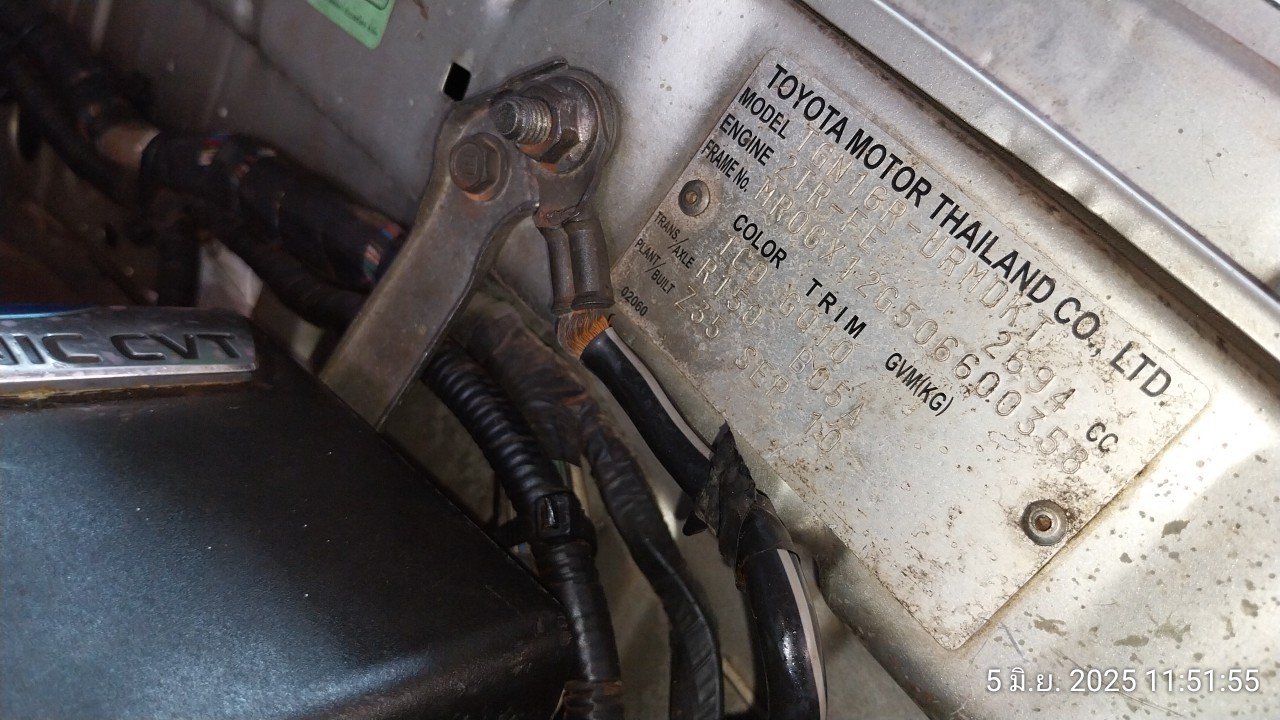 TOYOTA MOTOR THAILAND CO., LTD.
MODEL TGN16R-URMDKT
ENGINE 2TR-FE 2694 CC
FRAME No. MR0GX12G506600358
COLOR TRIM GVM(KG)
1G0
TRANS/AXLE R150 B05A
PLANT/BUILT 735 SEP 10
02060
NIC CVT
5 มิ.ย. 2025 11:51:55